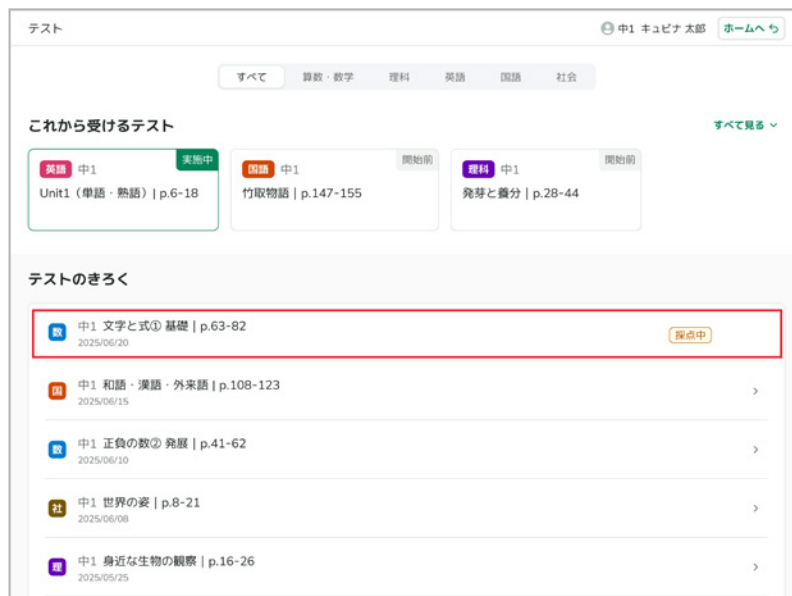 テスト
中1 キュビナ 太郎
ホームへ
すべて
算数・数学
理科
英語
国語
社会
これから受けるテスト
すべて見る
英語 中1
実施中
Unit1（単語・熟語）| p.6-18
国語 中1
開始前
竹取物語 | p.147-155
理科 中1
開始前
発芽と養分 | p.28-44
テストのきろく
数
中1 文字と式① 基礎 | p.63-82
2025/06/20
採点中
国
中1 和語・漢語・外来語 | p.108-123
2025/06/15
数
中1 正負の数② 発展 | p.41-62
2025/06/10
社
中1 世界の姿 | p.8-21
2025/06/08
理
中1 身近な生物の観察 | p.16-26
2025/05/25